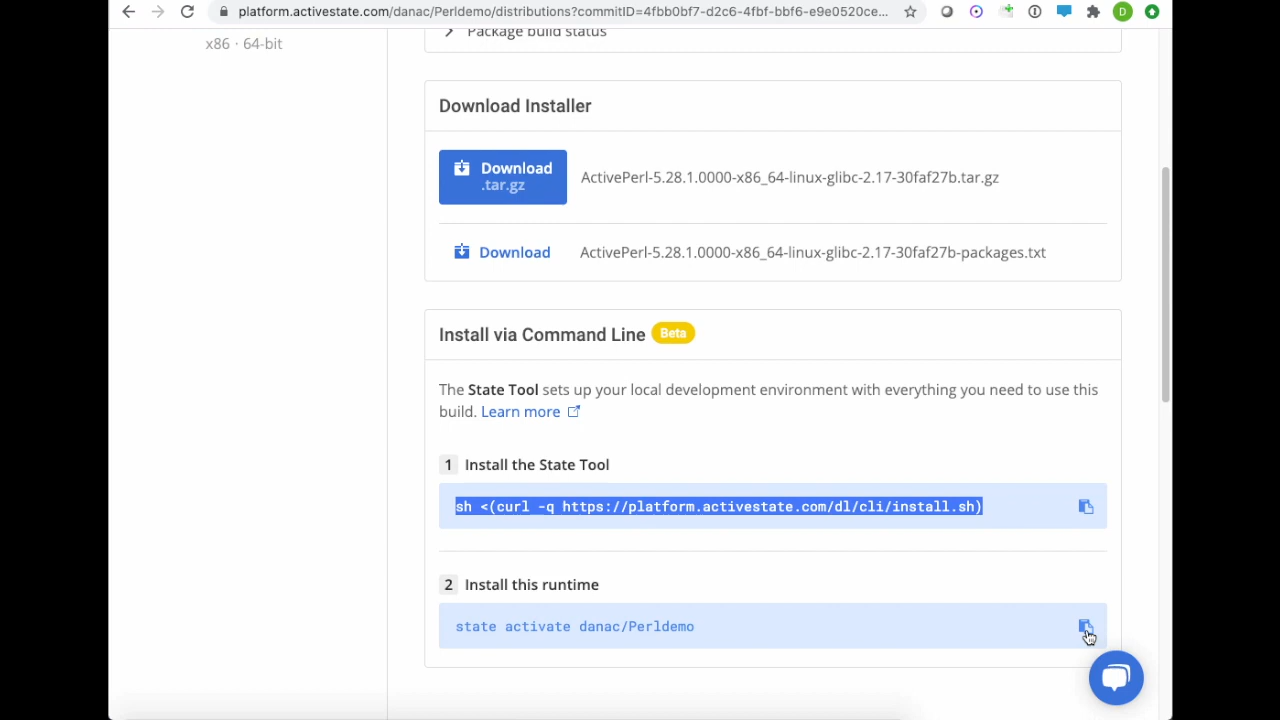 platform.activestate.com/danac/Perldemo/distributions?commitID=4fbb0bf7-d2c6-4fbf-bbf6-e9e0520ce...
D
x86 · 64-bit
Package build status
Download Installer
Download
.tar.gz
ActivePerl-5.28.1.0000-x86_64-linux-glibc-2.17-30faf27b.tar.gz
Download
ActivePerl-5.28.1.0000-x86_64-linux-glibc-2.17-30faf27b-packages.txt
Install via Command Line Beta
The State Tool sets up your local development environment with everything you need to use this
build. Learn more
1 Install the State Tool
sh <(curl -q https://platform.activestate.com/dl/cli/install.sh)
2 Install this runtime
state activate danac/Perldemo